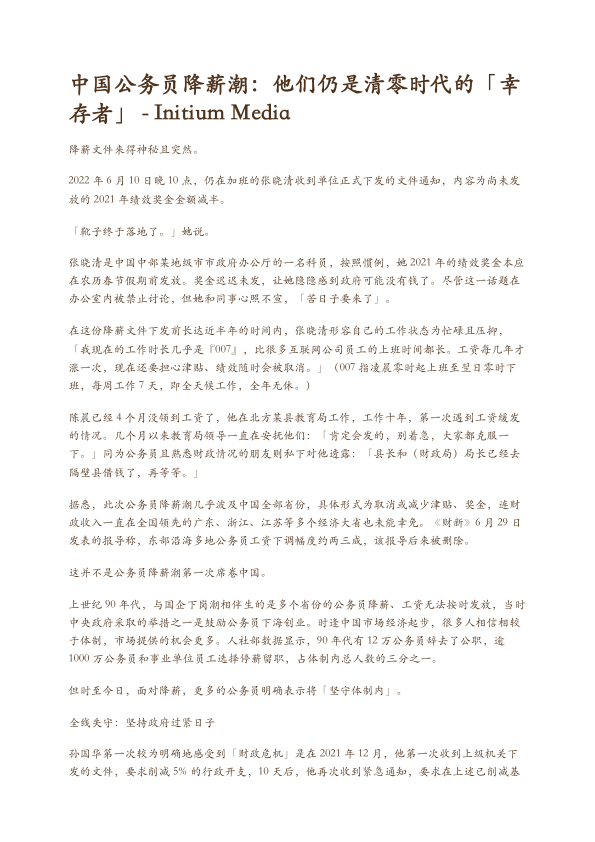 中国公务员降薪潮：他们仍是清零时代的「幸
存者」 - Initium Media
降薪文件来得神秘且突然。
2022 年 6 月 10 日晚 10 点，仍在加班的张晓清收到单位正式下发的文件通知，内容为尚未发
放的 2021 年绩效奖金金额减半。
「靴子终于落地了。」她说。
张晓清是中国中部某地级市市政府办公厅的一名科员，按照惯例，她 2021 年的绩效奖金本应
在农历春节假期前发放。奖金迟迟未发，让她隐隐感到政府可能没有钱了。尽管这一话题在
办公室内被禁止讨论，但她和同事心照不宣，「苦日子要来了」。
在这份降薪文件下发前长达近半年的时间内，张晓清形容自己的工作状态为忙碌且压抑，
「我现在的工作时长几乎是『007』，比很多互联网公司员工的上班时间都长。工资每几年才
涨一次，现在还要担心津贴、绩效随时会被取消。」（007 指凌晨零时起上班至翌日零时下
班，每周工作 7 天，即全天候工作，全年无休。）
陈晨已经 4 个月没领到工资了，他在北方某县教育局工作，工作十年，第一次遇到工资缓发
的情况。几个月以来教育局领导一直在安抚他们：「肯定会发的，别着急，大家都克服一
下。」同为公务员且熟悉财政情况的朋友则私下对他透露：「县长和（财政局）局长已经去
隔壁县借钱了，再等等。」
据悉，此次公务员降薪潮几乎波及中国全部省份，具体形式为取消或减少津贴、奖金，连财
政收入一直在全国领先的广东、浙江、江苏等多个经济大省也未能幸免。《财新》6 月 29 日
发表的报导称，东部沿海多地公务员工资下调幅度约两三成，该报导后来被删除。
这并不是公务员降薪潮第一次席卷中国。
上世纪 90 年代，与国企下岗潮相伴生的是多个省份的公务员降薪、工资无法按时发放，当时
中央政府采取的举措之一是鼓励公务员下海创业。时逢中国市场经济起步，很多人相信相较
于体制，市场提供的机会更多。人社部数据显示，90 年代有 12 万公务员辞去了公职，逾
1000 万公务员和事业单位员工选择停薪留职，占体制内总人数的三分之一。
但时至今日，面对降薪，更多的公务员明确表示将「坚守体制内」。
全线失守：坚持政府过紧日子
孙国华第一次较为明确地感受到「财政危机」是在 2021 年 12 月，他第一次收到上级机关下
发的文件，要求削减 5% 的行政开支，10 天后，他再次收到紧急通知，要求在上述已削减基